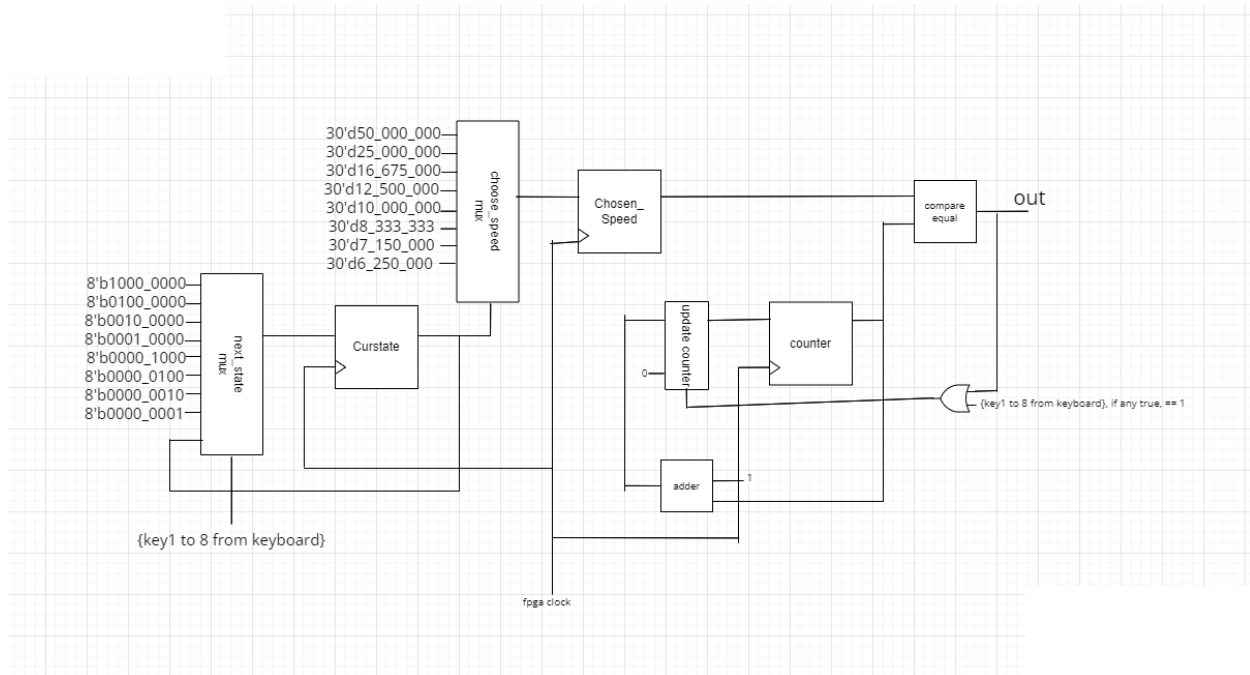 30'd50_000_000
30'd25_000_000
30'd16_675_000
30'd12_500_000
30'd10_000_000
30'd8_333_333
30'd7_150_000
30'd6_250_000
choose_speed
mux
Chosen_
Speed
compare
equal
out
8'b1000_0000
8'b0100_0000
8'b0010_0000
8'b0001_0000
8'b0000_1000
8'b0000_0100
8'b0000_0010
8'b0000_0001
next_state
mux
Curstate
update counter
0
counter
{key1 to 8 from keyboard}, if any true, == 1
adder
1
{key1 to 8 from keyboard}
fpga clock